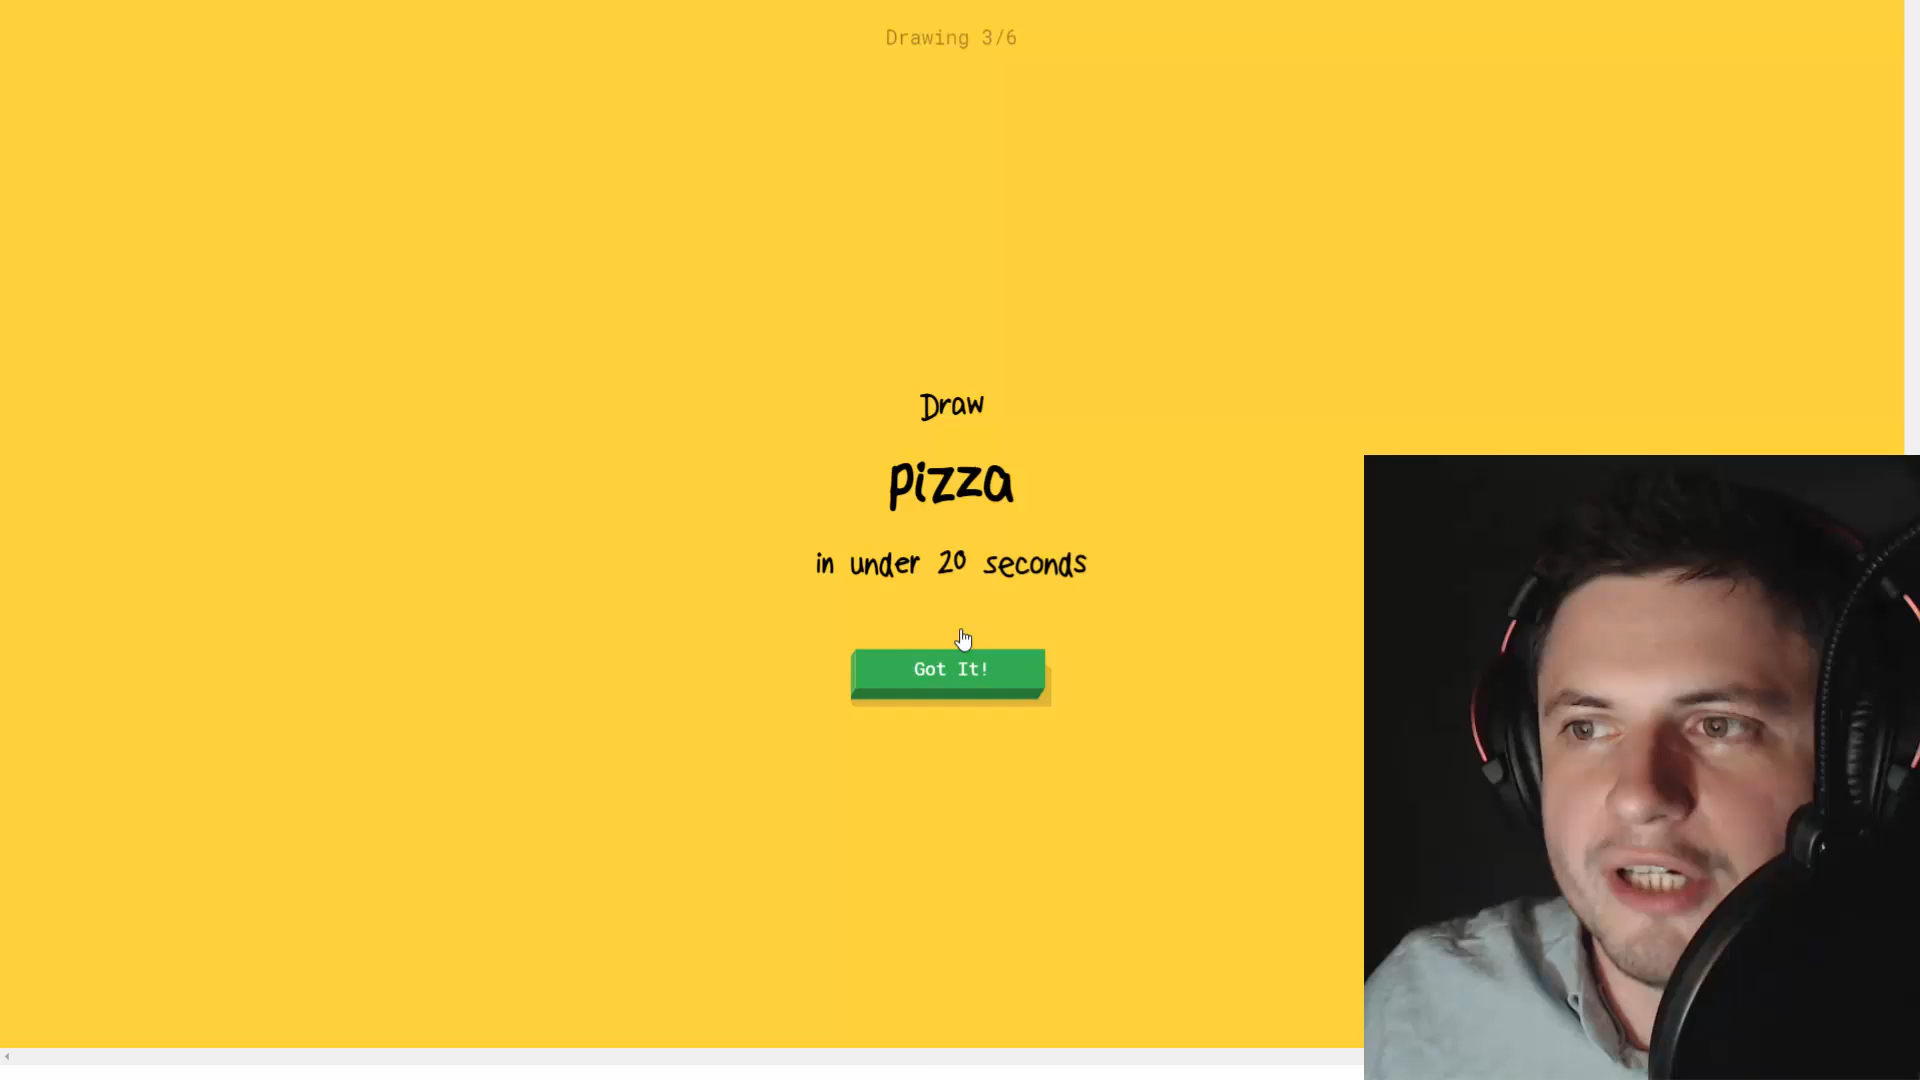 Drawing 3/6
Draw
pizza
in under 20 seconds
Got It!